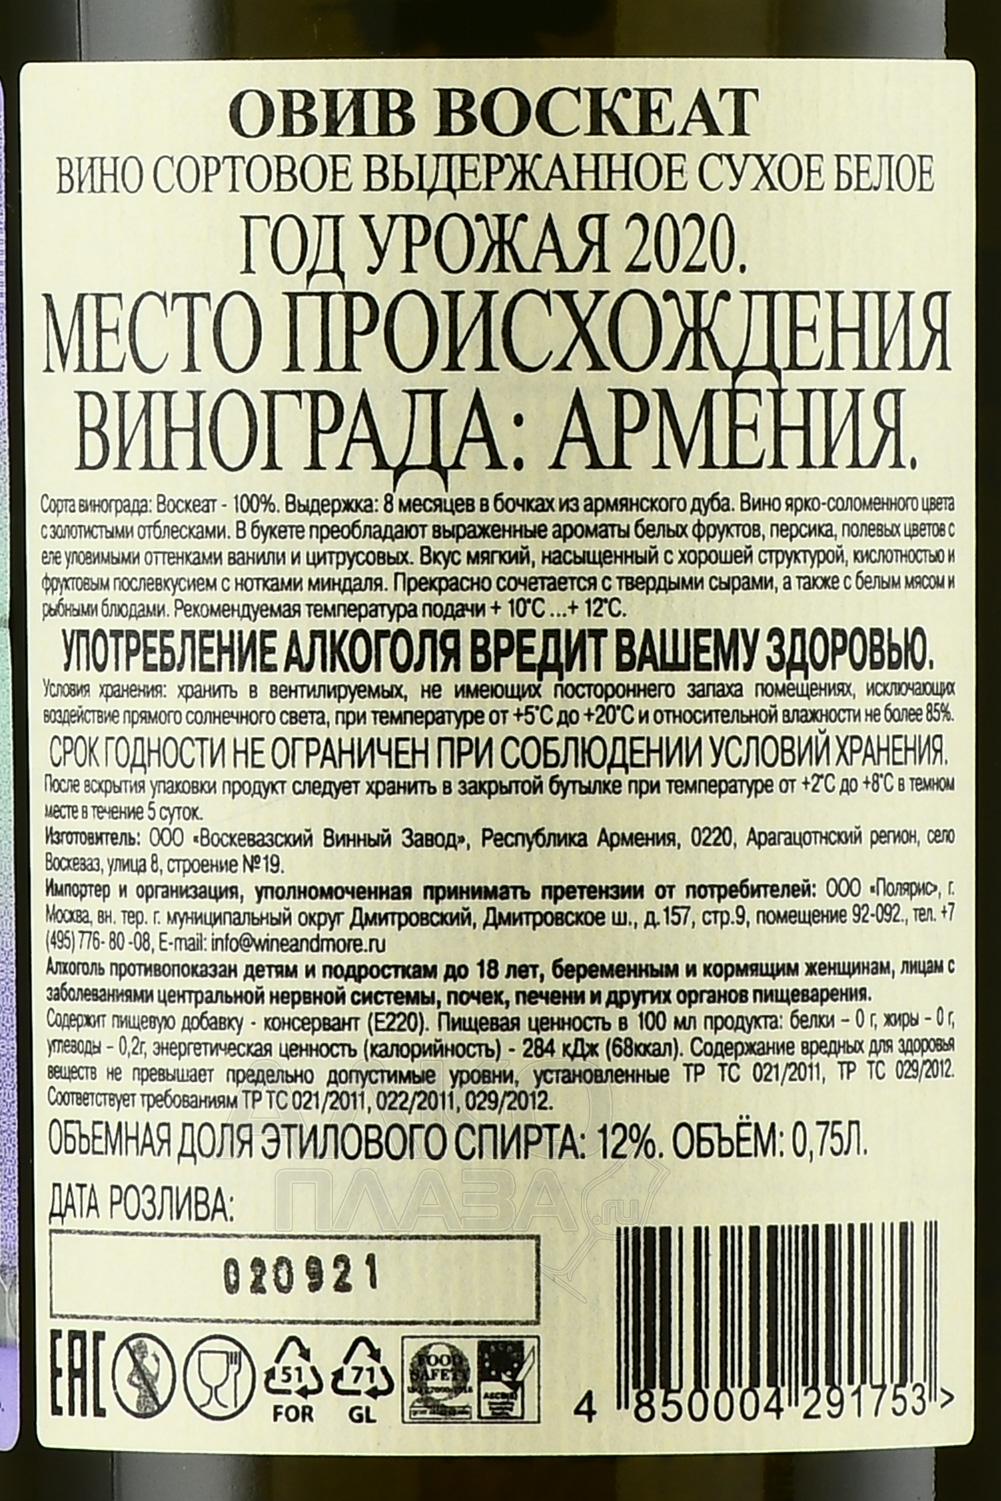 ОВИВ ВОСКЕАТ
ВИНО СОРТОВОЕ ВЫДЕРЖАННОЕ СУХОЕ БЕЛОЕ
ГОД УРОЖАЯ 2020.
МЕСТО ПРОИСХОЖДЕНИЯ
ВИНОГРАДА: АРМЕНИЯ.
Сорта винограда: Воскеат - 100%. Выдержка: 8 месяцев в бочках из армянского дуба. Вино ярко-соломенного цвета
с золотистыми отблесками. В букете преобладают выраженные ароматы белых фруктов, персика, полевых цветов с
еле уловимыми оттенками ванили и цитрусовых. Вкус мягкий, насыщенный с хорошей структурой, кислотностью и
фруктовым послевкусием с нотками миндаля. Прекрасно сочетается с твердыми сырами, а также с белым мясом и
рыбными блюдами. Рекомендуемая температура подачи + 10°С ...+ 12°С.
УПОТРЕБЛЕНИЕ АЛКОГОЛЯ ВРЕДИТ ВАШЕМУ ЗДОРОВЬЮ.
Условия хранения: хранить в вентилируемых, не имеющих постороннего запаха помещениях, исключающих
воздействие прямого солнечного света, при температуре от +5°С до +20°С и относительной влажности не более 85%.
СРОК ГОДНОСТИ НЕ ОГРАНИЧЕН ПРИ СОБЛЮДЕНИИ УСЛОВИЙ ХРАНЕНИЯ.
После вскрытия упаковки продукт следует хранить в закрытой бутылке при температуре от +2°С до +8°С в темном
месте в течение 5 суток.
Изготовитель: ООО «Воскевазский Винный Завод», Республика Армения, 0220, Арагацотнский регион, село
Воскеваз, улица 8, строение №19.
Импортер и организация, уполномоченная принимать претензии от потребителей: ООО «Полярис», г.
Москва, вн. тер. г. муниципальный округ Дмитровский, Дмитровское ш., д.157, стр.9, помещение 92-092., тел. +7
(495) 776- 80 -08, E-mail: info@wineandmore.ru
Алкоголь противопоказан детям и подросткам до 18 лет, беременным и кормящим женщинам, лицам с
заболеваниями центральной нервной системы, почек, печени и других органов пищеварения.
Содержит пищевую добавку - консервант (Е220). Пищевая ценность в 100 мл продукта: белки – 0 г, жиры – 0 г,
углеводы – 0,2г, энергетическая ценность (калорийность) - 284 кДж (68ккал). Содержание вредных для здоровья
веществ не превышает предельно допустимые уровни, установленные ТР ТС 021/2011, ТР ТС 029/2012.
Соответствует требованиям ТР ТС 021/2011, 022/2011, 029/2012.
ОБЪЕМНАЯ ДОЛЯ ЭТИЛОВОГО СПИРТА: 12%. ОБЪЁМ: 0,75Л.
ПЛАЗА.ru
ДАТА РОЗЛИВА:
020921
EAC
51
FOR
71
GL
FOOD
SAFETY
4 850004 291753 >